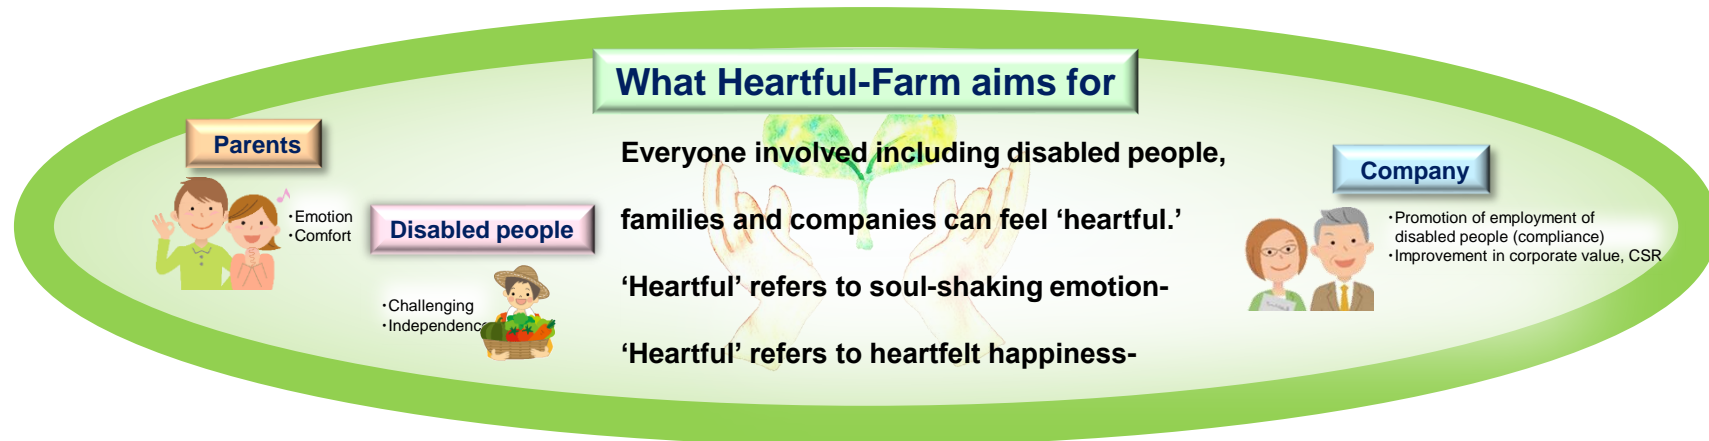 What Heartful-Farm aims for
Parents
・Emotion
・Comfort
Disabled people
・Challenging
・Independence
Everyone involved including disabled people,
families and companies can feel ‘heartful.’
‘Heartful’ refers to soul-shaking emotion-
‘Heartful’ refers to heartfelt happiness-
Company
・Promotion of employment of
disabled people (compliance)
・Improvement in corporate value, CSR